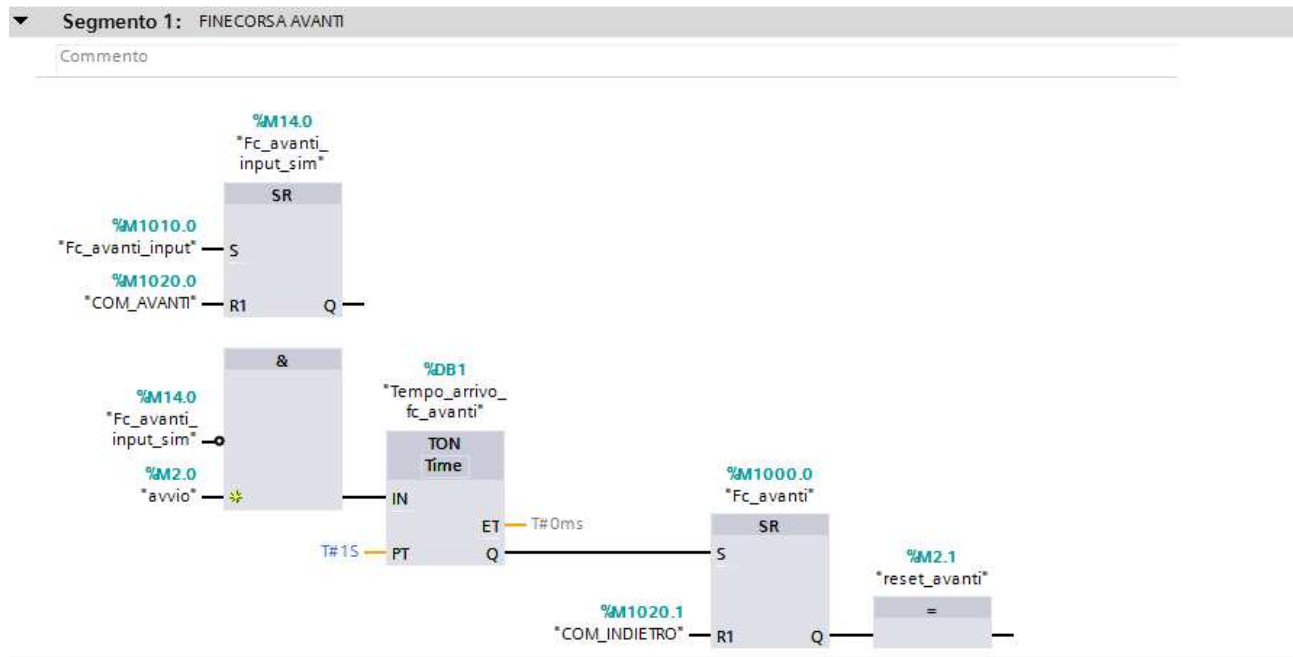 Segmento 1: FINECORSA AVANTI
Commento
%M14.0
"Fc_avanti_
input_sim"
SR
%M1010.0
"Fc_avanti_input"
S
%M1020.0
"COM_AVANTI"
R1
Q
&
%M14.0
"Fc_avanti_
input_sim"
%M2.0
"avvio"
%DB1
"Tempo_arrivo_
fc_avanti"
TON
Time
IN
ET
T#0ms
T#1S
PT
Q
%M1000.0
"Fc_avanti"
SR
S
%M1020.1
"COM_INDIETRO"
R1
Q
%M2.1
"reset_avanti"
=